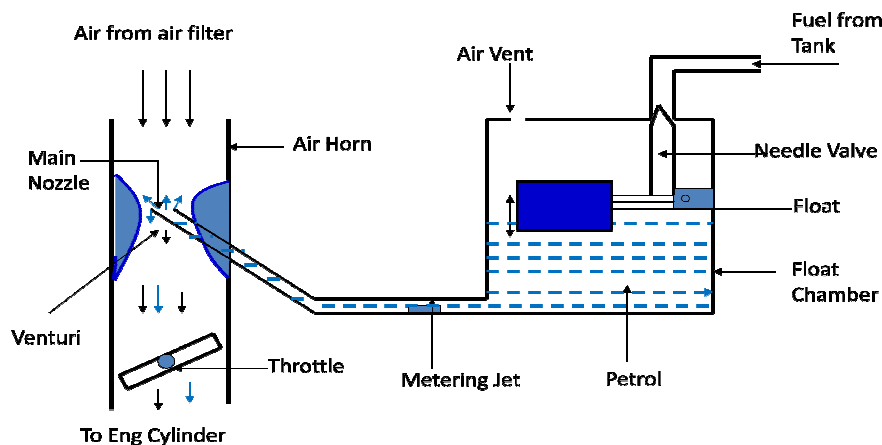 Air from air filter
Fuel from
Tank
Air Vent
Air Horn
Main
Nozzle
Needle Valve
Float
Float
Chamber
Venturi
Throttle
Metering Jet
Petrol
To Eng Cylinder